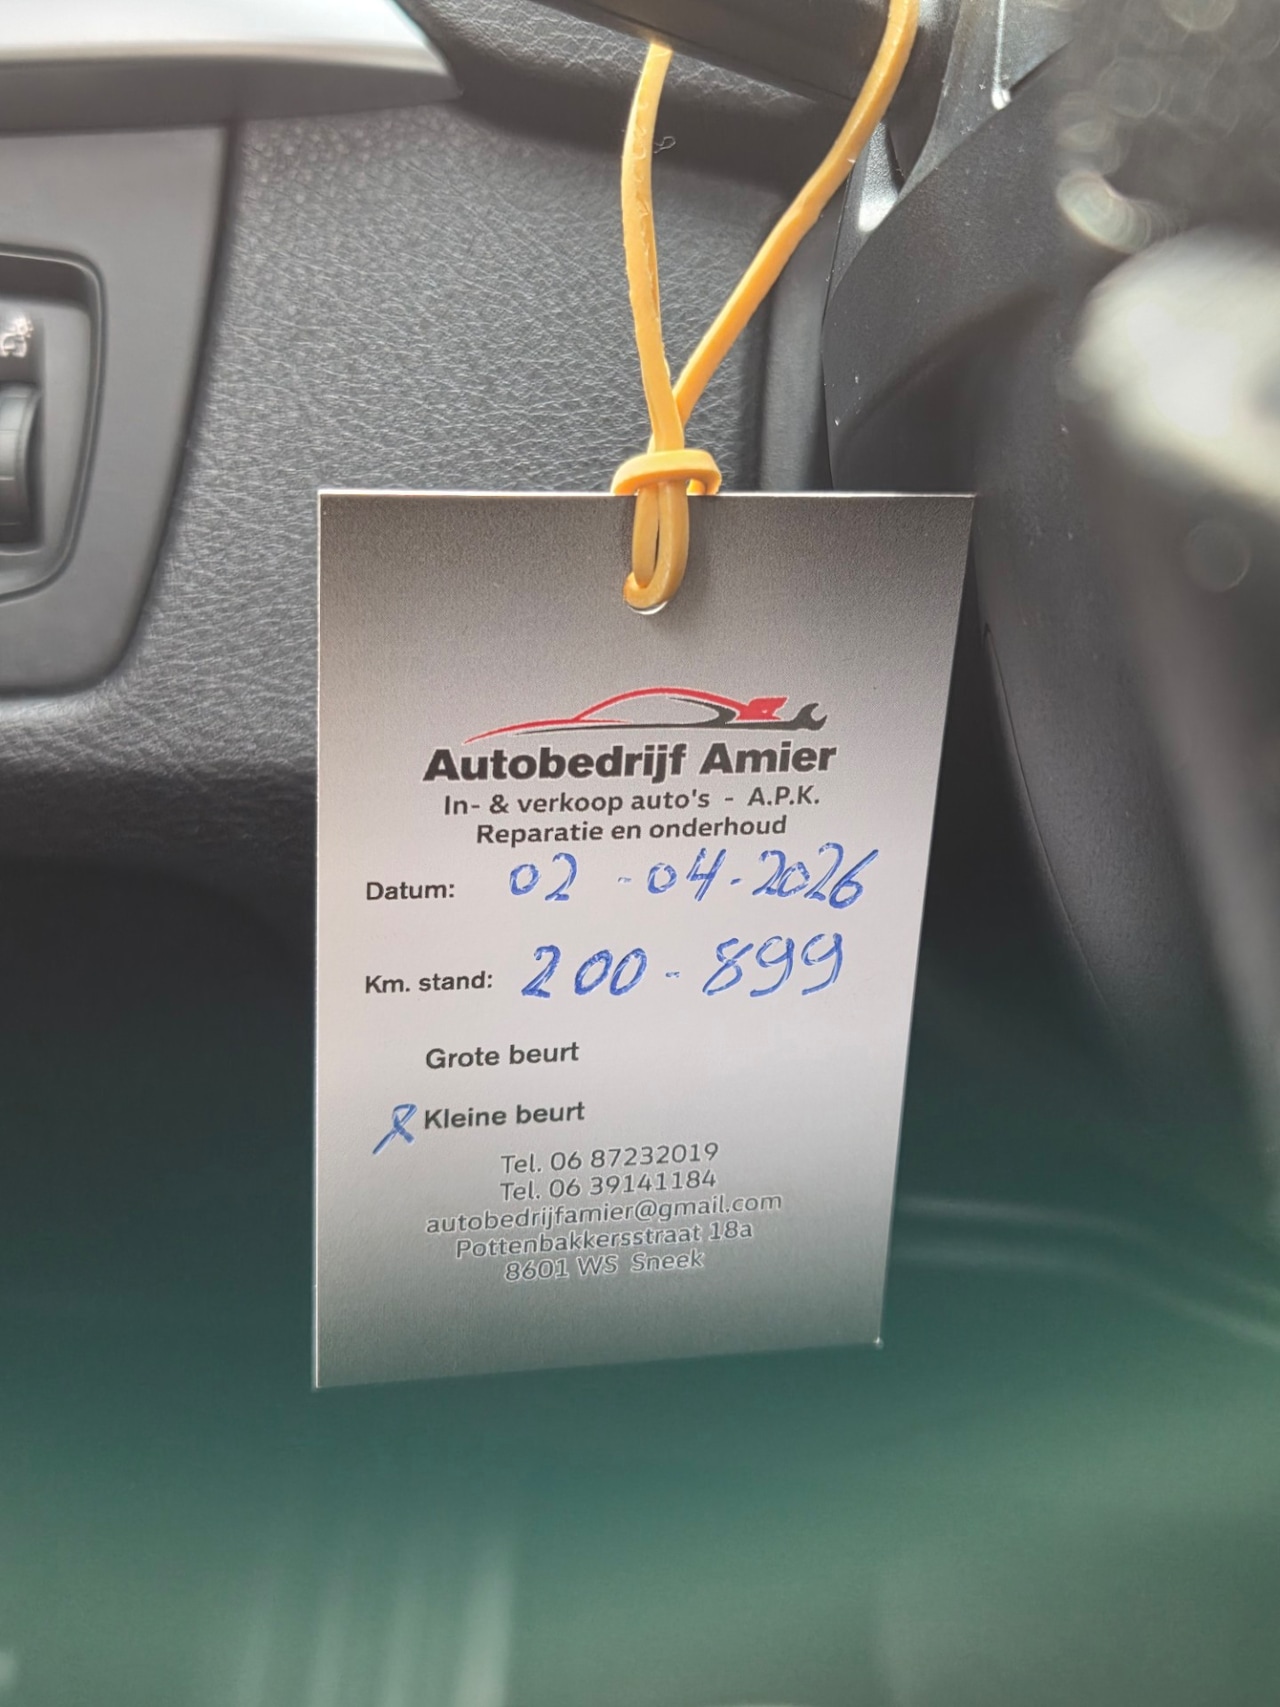 Autobedrijf Amier
In- & verkoop auto's - A.P.K.
Reparatie en onderhoud
Datum: 02 - 04 - 2026
Km. stand: 200 - 899
Grote beurt
X Kleine beurt
Tel. 06 87232019
Tel. 06 39141184
autobedrijfamier@gmail.com
Pottenbakkersstraat 18a
8601 WS Sneek